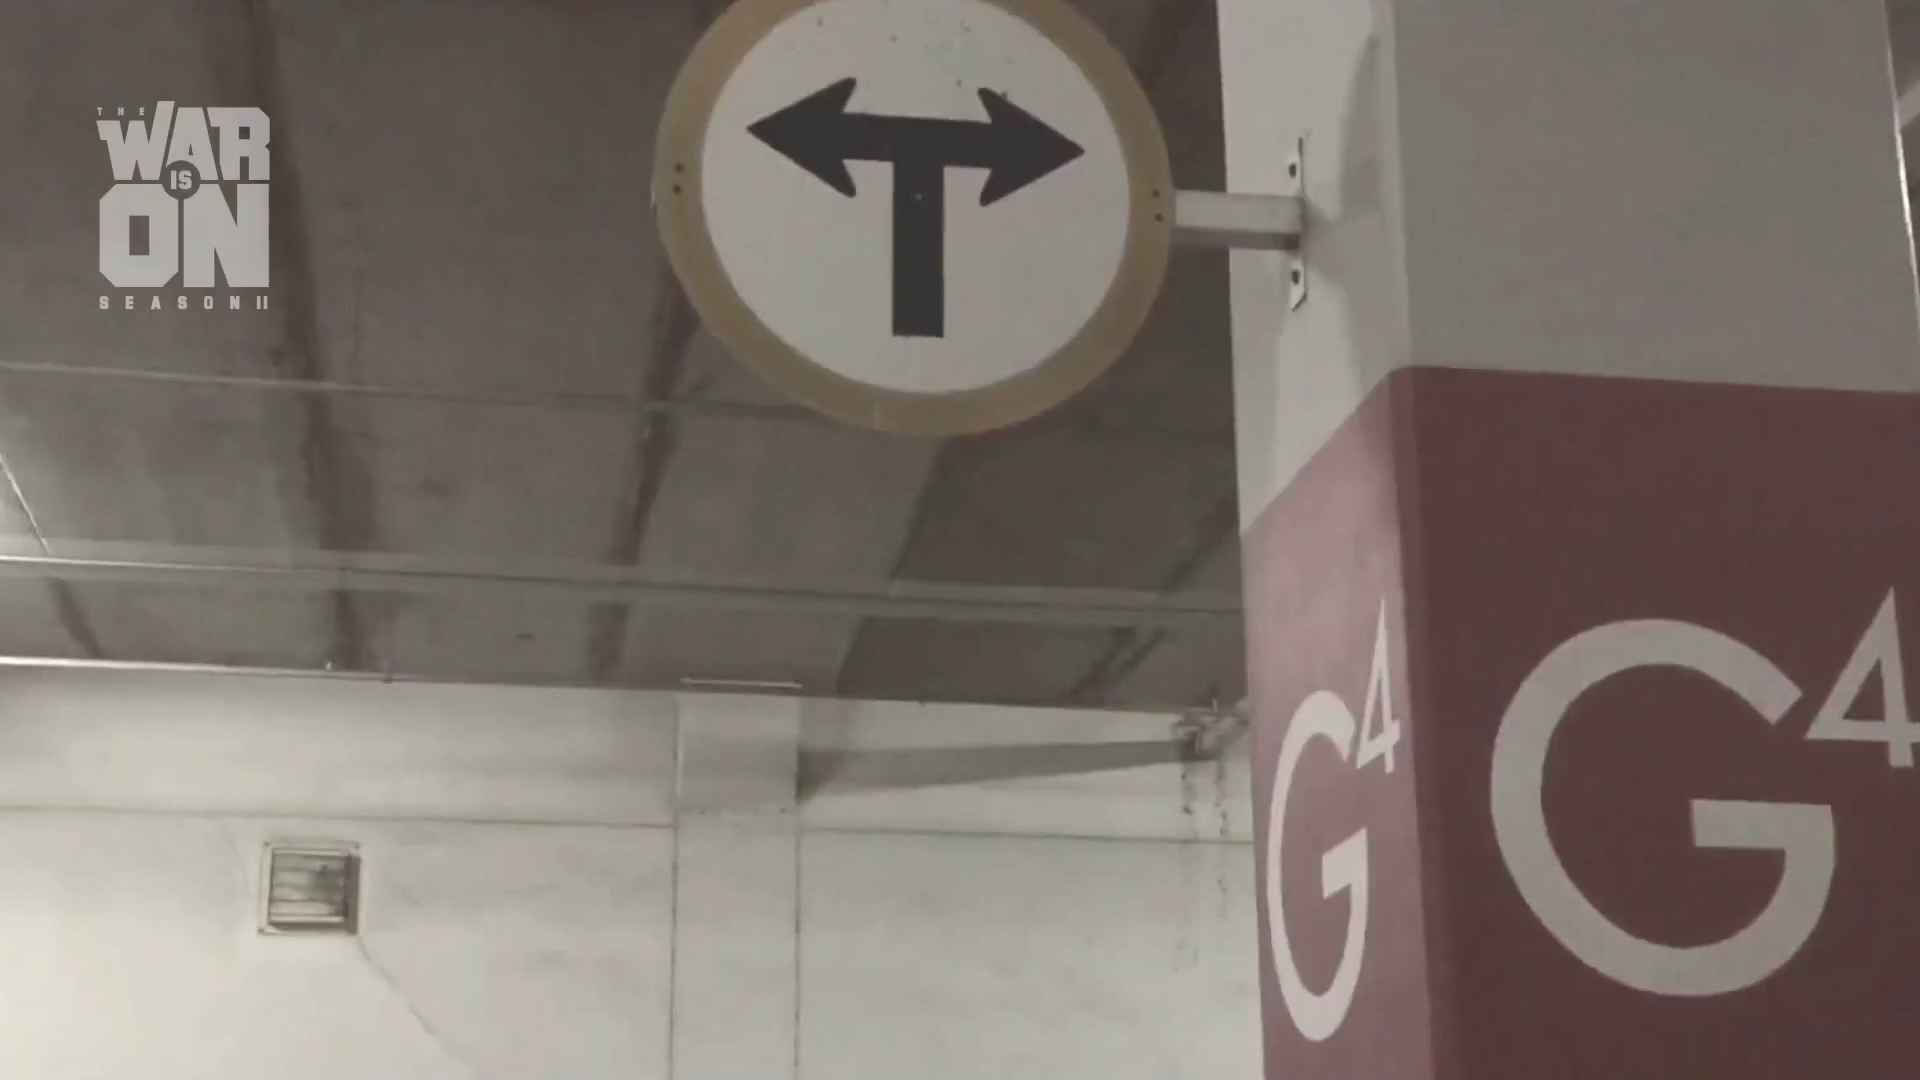 THE
WAR
IS
ON
SEASON II
G4
G4